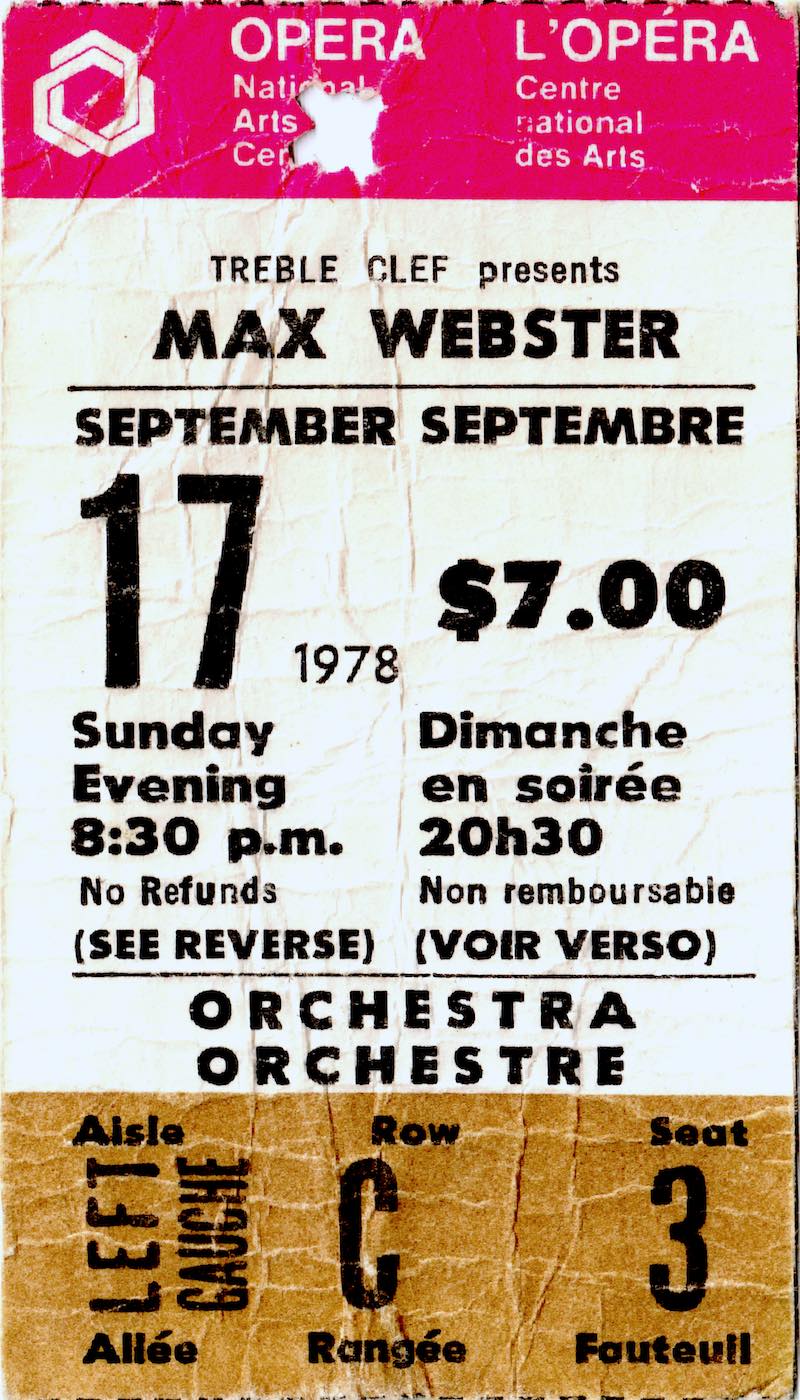 OPERA L'OPÉRA
National Centre
Arts national
des Arts
TREBLE CLEF presents
MAX WEBSTER
SEPTEMBER SEPTEMBRE
17 1978 $7.00
Sunday Dimanche
Evening en soirée
8:30 p.m. 20h30
No Refunds Non remboursable
(SEE REVERSE) (VOIR VERSO)
ORCHESTRA
ORCHESTRE
Aisle Row Seat
LEFT GAUCHE C 3
Allée Rangée Fauteuil